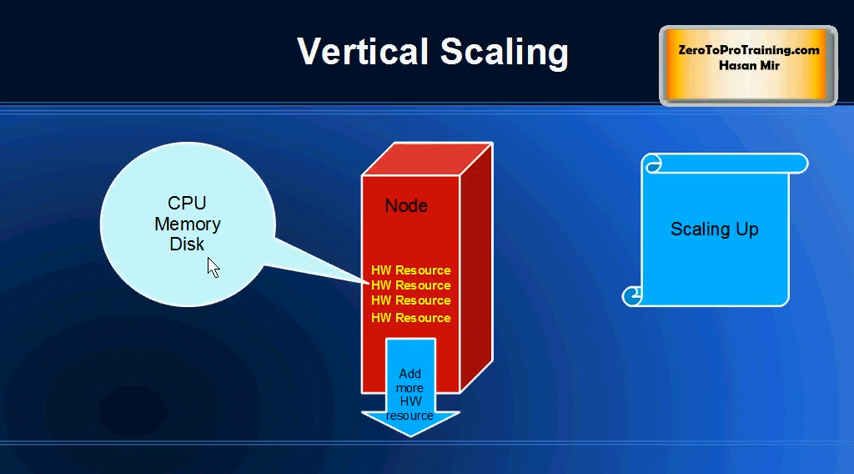 Vertical Scaling
ZeroToProTraining.com
Hasan Mir
CPU
Memory
Disk
Node
HW Resource
HW Resource
HW Resource
HW Resource
Add
more
HW
resource
Scaling Up